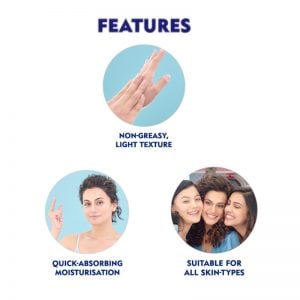 FEATURES
NON-GREASY,
LIGHT TEXTURE
QUICK-ABSORBING
MOISTURISATION
SUITABLE FOR
ALL SKIN-TYPES